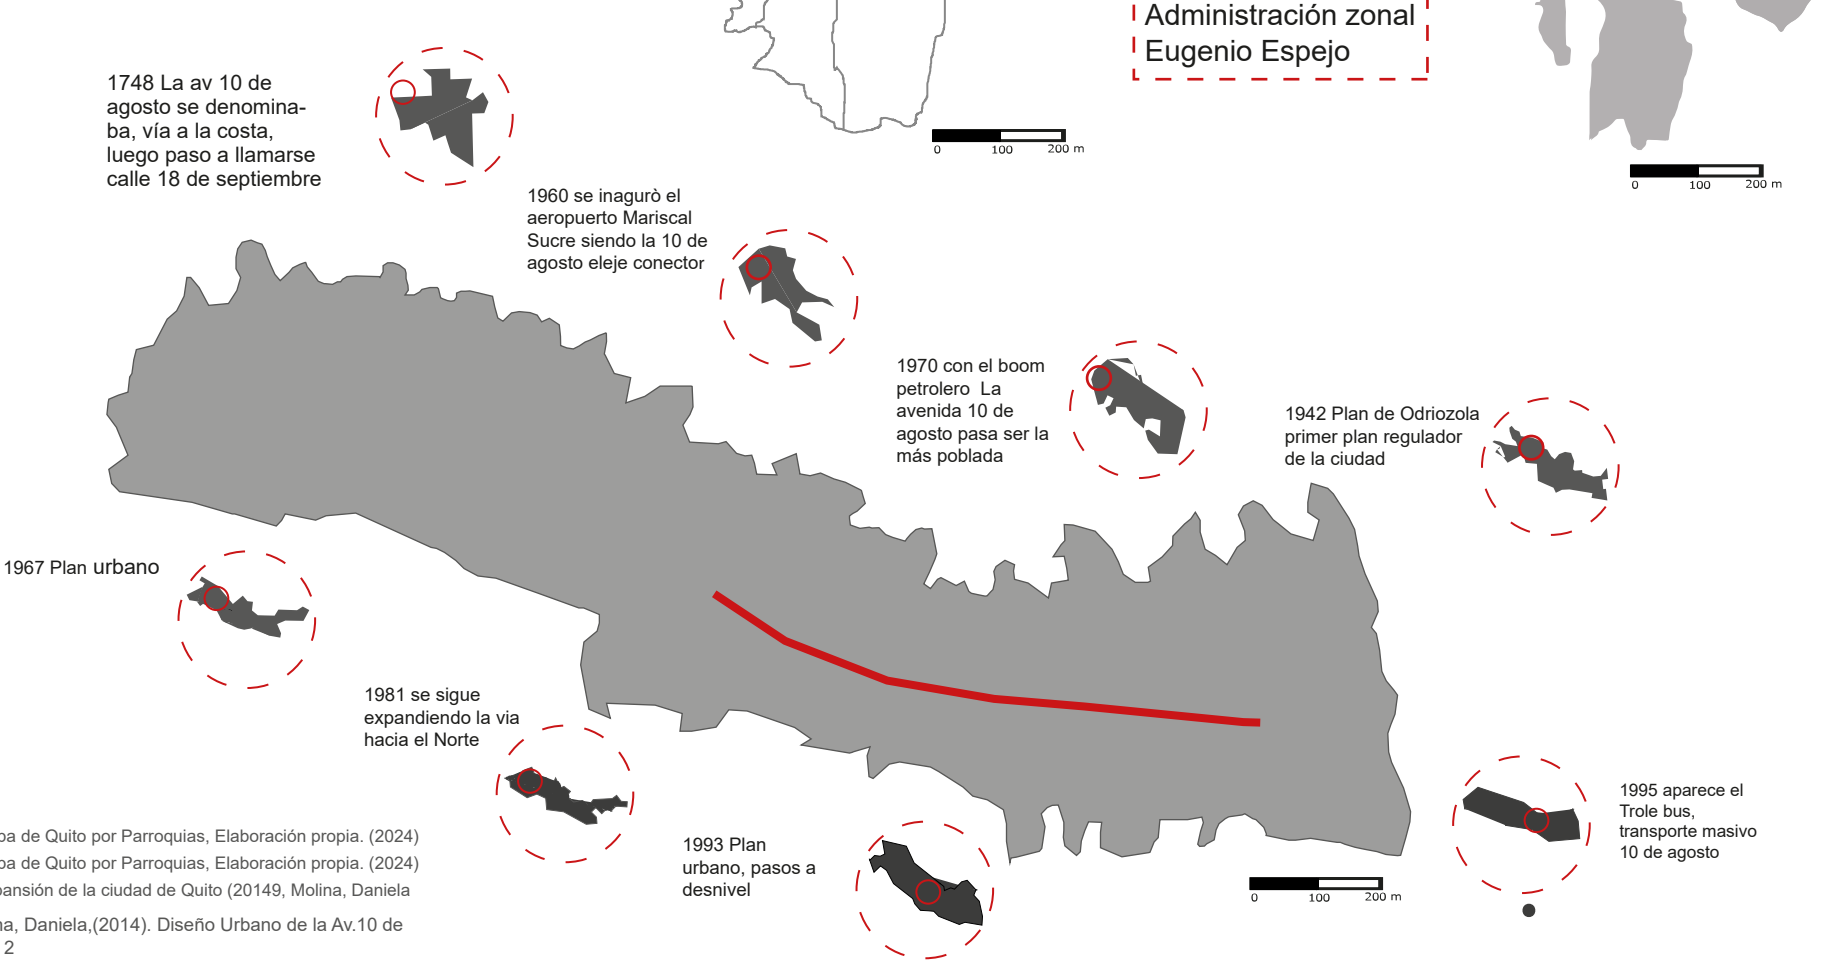 Administración zonal
Eugenio Espejo
0 100 200 m
0 100 200 m
1748 La av 10 de
agosto se denomina-
ba, vía a la costa,
luego paso a llamarse
calle 18 de septiembre
1960 se inagurò el
aeropuerto Mariscal
Sucre siendo la 10 de
agosto eleje conector
1970 con el boom
petrolero La
avenida 10 de
agosto pasa ser la
más poblada
1942 Plan de Odriozola
primer plan regulador
de la ciudad
1967 Plan urbano
1981 se sigue
expandiendo la via
hacia el Norte
1993 Plan
urbano, pasos a
desnivel
1995 aparece el
Trole bus,
transporte masivo
10 de agosto
0 100 200 m
pa de Quito por Parroquias, Elaboración propia. (2024)
pa de Quito por Parroquias, Elaboración propia. (2024)
pansión de la ciudad de Quito (20149, Molina, Daniela
na, Daniela,(2014). Diseño Urbano de la Av.10 de
2